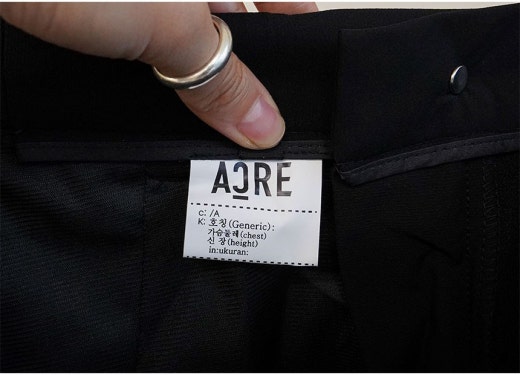 ACRE
C: /A
K: 호칭(Generic):
가슴둘레(chest)
신 장(height)
in:ukuran: